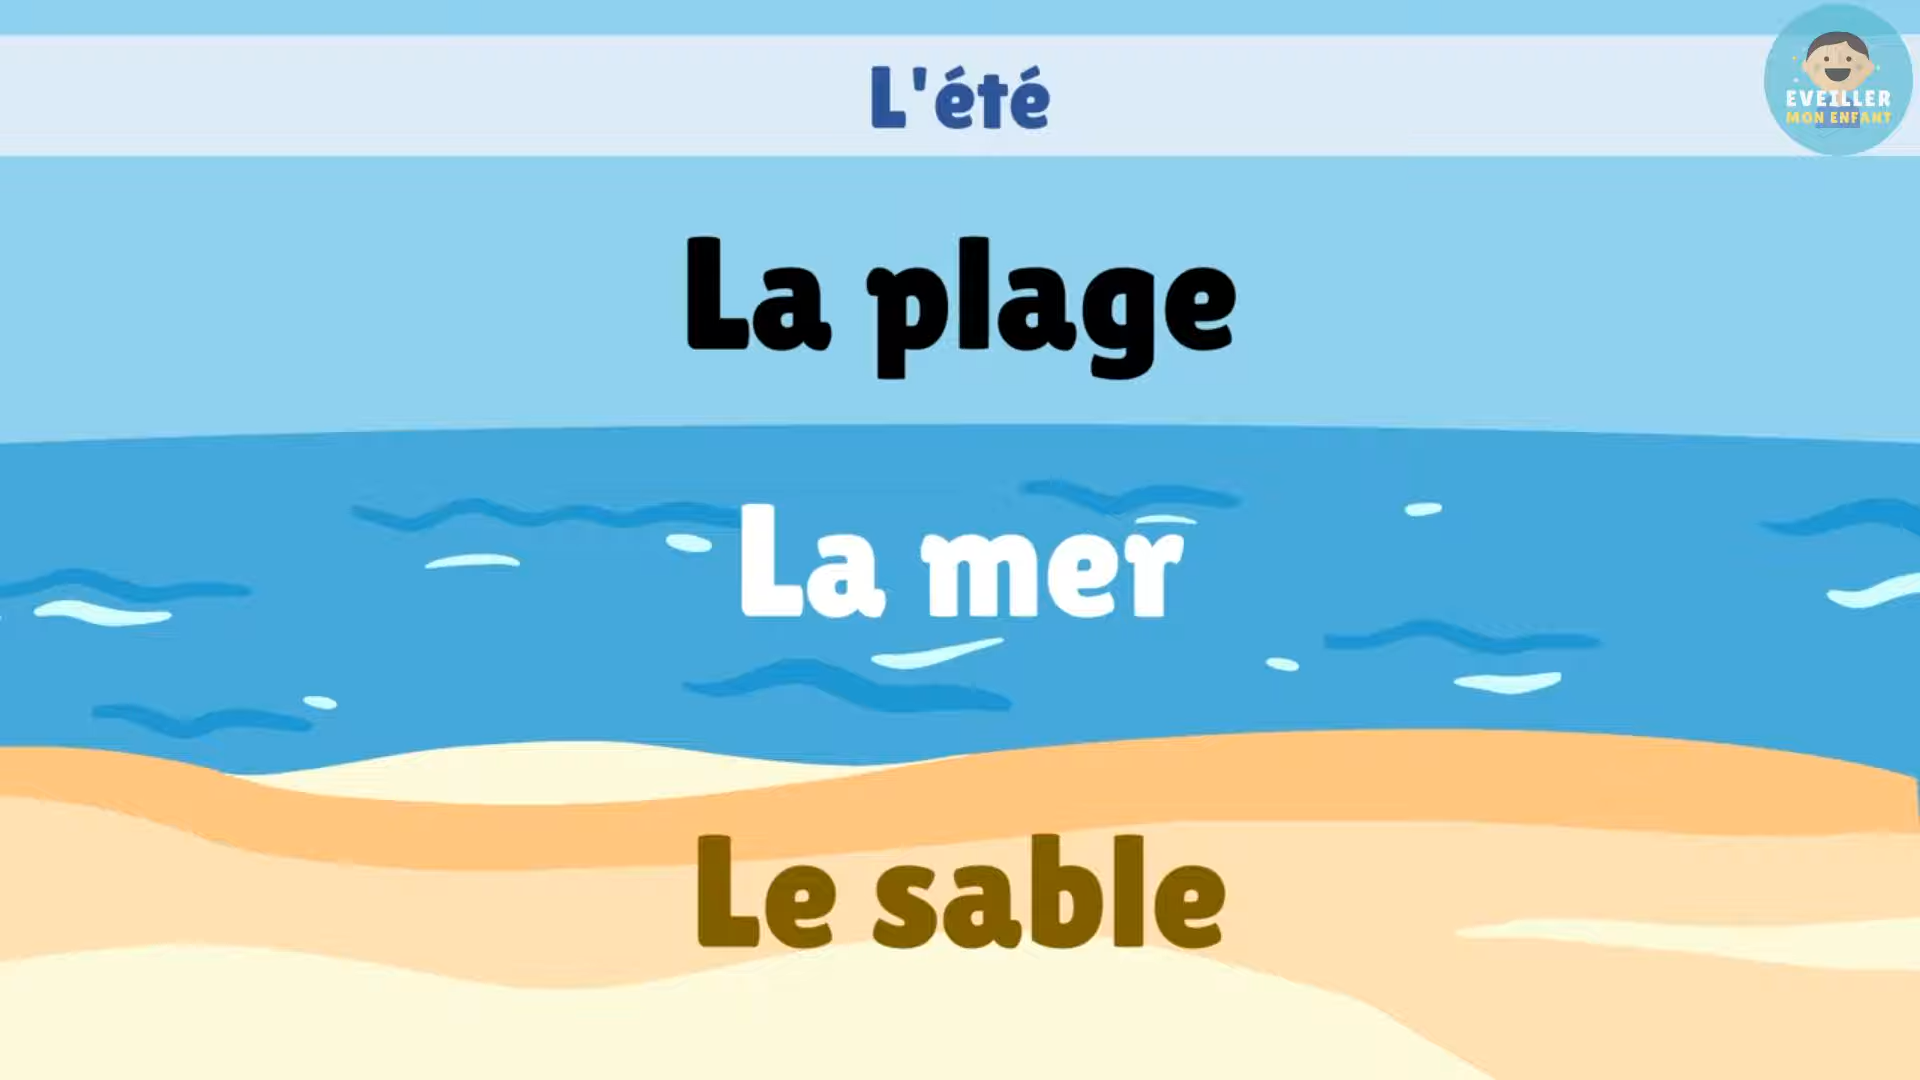 L'été
EVEILLER
MON ENFANT
La plage
La mer
Le sable